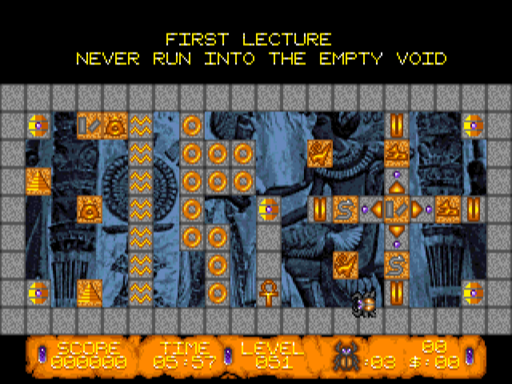 FIRST LECTURE
NEVER RUN INTO THE EMPTY VOID
SCORE TIME LEVEL 00
000000 05:57 051 :03 $:00